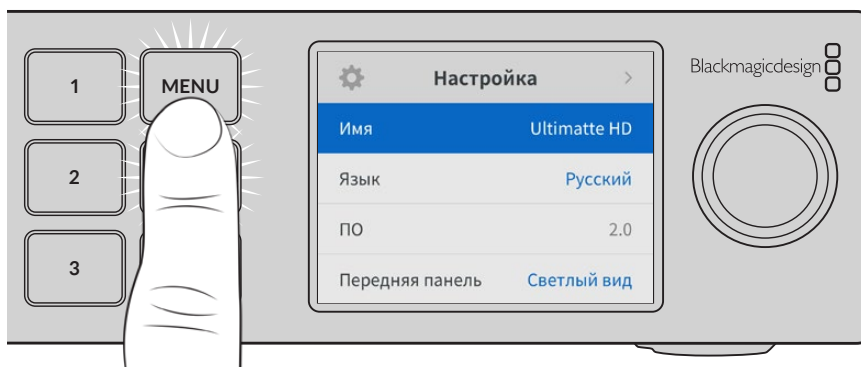 1
MENU
2
3
Настройка
Имя Ultimatte HD
Язык Русский
ПО 2.0
Передняя панель Светлый вид
Blackmagicdesign